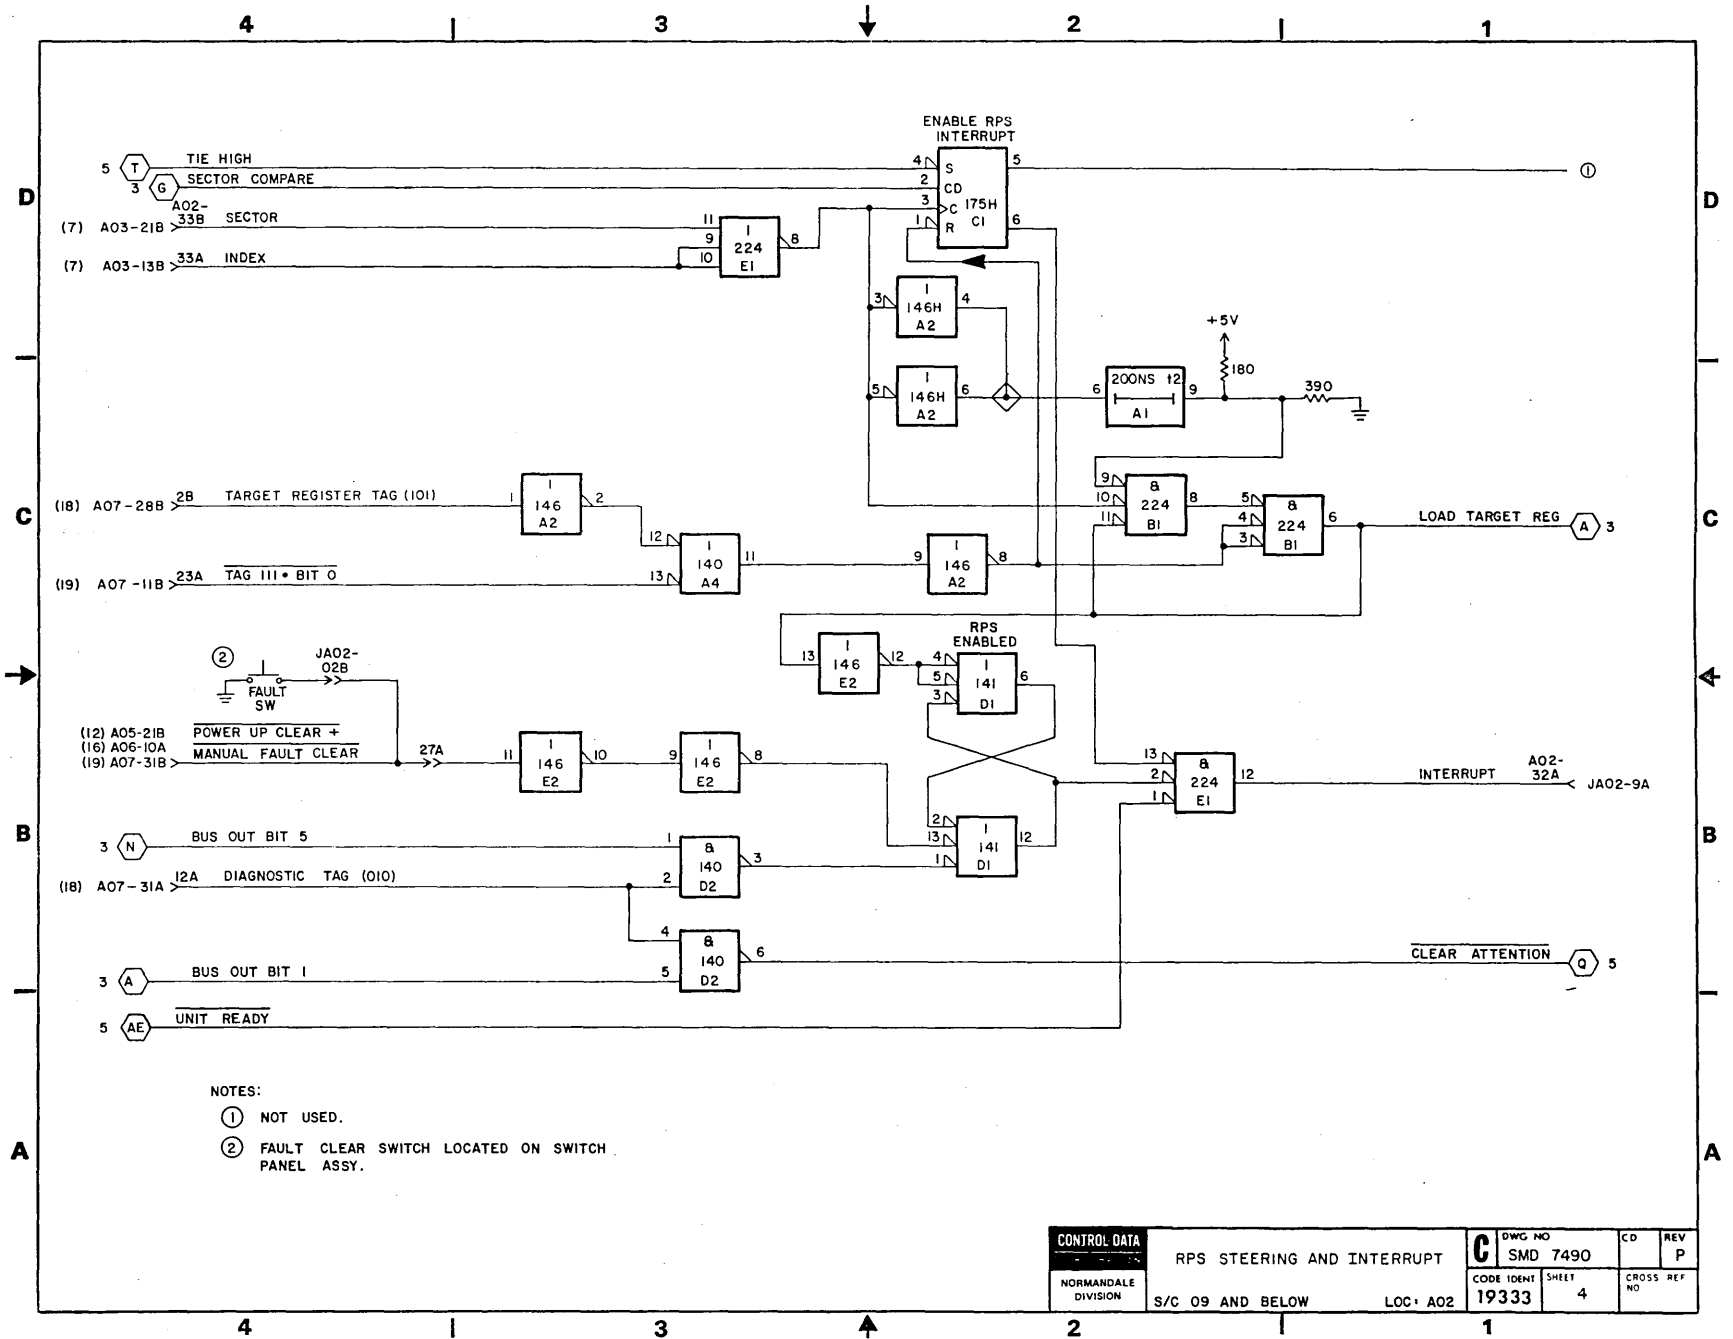 4 3 2 1
ENABLE RPS
INTERRUPT
5 T TIE HIGH 4 S 5 1
3 G SECTOR COMPARE 2 CD
D D
A02-
(7) A03-21B 33B SECTOR 11 3 C 175H
1 R C1 6
9 1 8
10 224
E1
(7) A03-13B 33A INDEX
3 1 4
146H
A2
+5V
180
5 1 6
146H
A2
6 200NS t2 9
A1
390
C C
(18) A07-28B 2B TARGET REGISTER TAG (101) 1 1 2
146
A2
9 & 8
10 224
11 B1
5 & 6
4 224
3 B1
LOAD TARGET REG A 3
12 1 11
140
13 A4
9 1 8
146
A2
(19) A07-11B 23A TAG 111 • BIT 0
RPS
ENABLED
13 1 12
146
E2
4 1 6
5 141
3 D1
2 JA02-
02B
FAULT
SW
(12) A05-21B POWER UP CLEAR +
(16) A06-10A
(19) A07-31B MANUAL FAULT CLEAR
27A 11 1 10
146
E2
9 1 8
146
E2
13 & 12
2 224
1 E1
INTERRUPT A02-
32A JA02-9A
B B
3 N BUS OUT BIT 5 1 & 3
140
2 D2
2 1 12
13 141
1 D1
(18) A07-31A 12A DIAGNOSTIC TAG (010)
4 & 6
140
5 D2
CLEAR ATTENTION Q 5
3 A BUS OUT BIT 1
5 AE UNIT READY
NOTES:
1 NOT USED.
2 FAULT CLEAR SWITCH LOCATED ON SWITCH
PANEL ASSY.
A A
CONTROL DATA
NORMANDALE
DIVISION
RPS STEERING AND INTERRUPT
S/C 09 AND BELOW LOC: A02
C DWG NO CD REV
SMD 7490 P
CODE IDENT SHEET CROSS REF
NO
19333 4
4 3 2 1